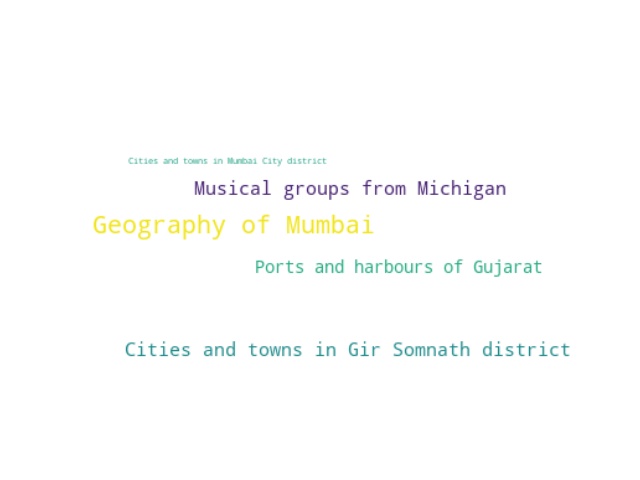 Cities and towns in Mumbai City district
Musical groups from Michigan
Geography of Mumbai
Ports and harbours of Gujarat
Cities and towns in Gir Somnath district